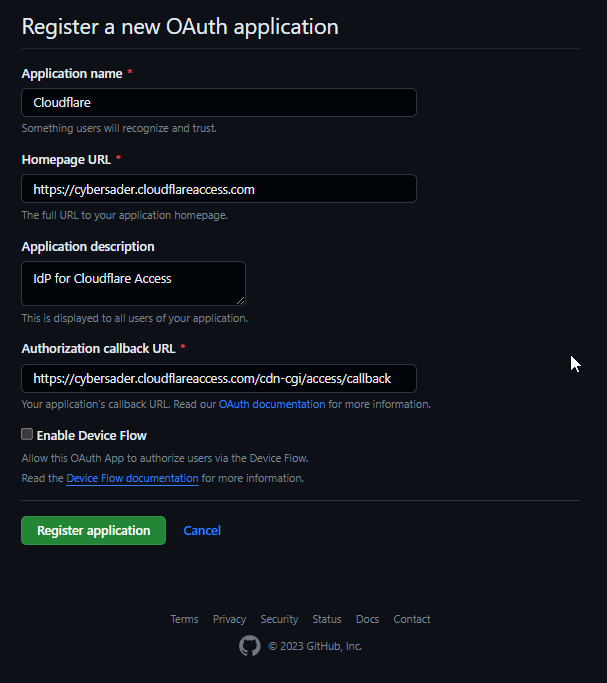 Register a new OAuth application
Application name *
Cloudflare
Something users will recognize and trust.
Homepage URL *
https://cybersader.cloudflareaccess.com
The full URL to your application homepage.
Application description
IdP for Cloudflare Access
This is displayed to all users of your application.
Authorization callback URL *
https://cybersader.cloudflareaccess.com/cdn-cgi/access/callback
Your application's callback URL. Read our OAuth documentation for more information.
Enable Device Flow
Allow this OAuth App to authorize users via the Device Flow.
Read the Device Flow documentation for more information.
Register application Cancel
Terms Privacy Security Status Docs Contact
© 2023 GitHub, Inc.